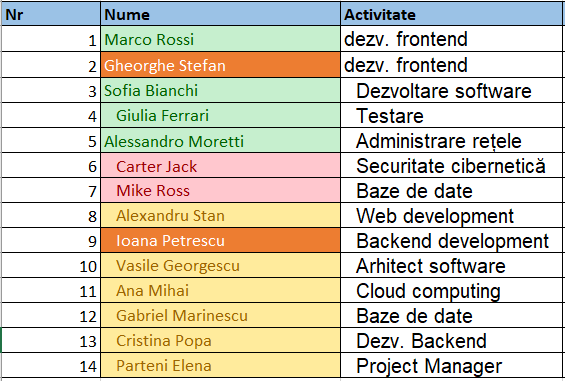 Nr Nume Activitate
1 Marco Rossi dezv. frontend
2 Gheorghe Stefan dezv. frontend
3 Sofia Bianchi Dezvoltare software
4 Giulia Ferrari Testare
5 Alessandro Moretti Administrare rețele
6 Carter Jack Securitate cibernetică
7 Mike Ross Baze de date
8 Alexandru Stan Web development
9 Ioana Petrescu Backend development
10 Vasile Georgescu Arhitect software
11 Ana Mihai Cloud computing
12 Gabriel Marinescu Baze de date
13 Cristina Popa Dezv. Backend
14 Parteni Elena Project Manager